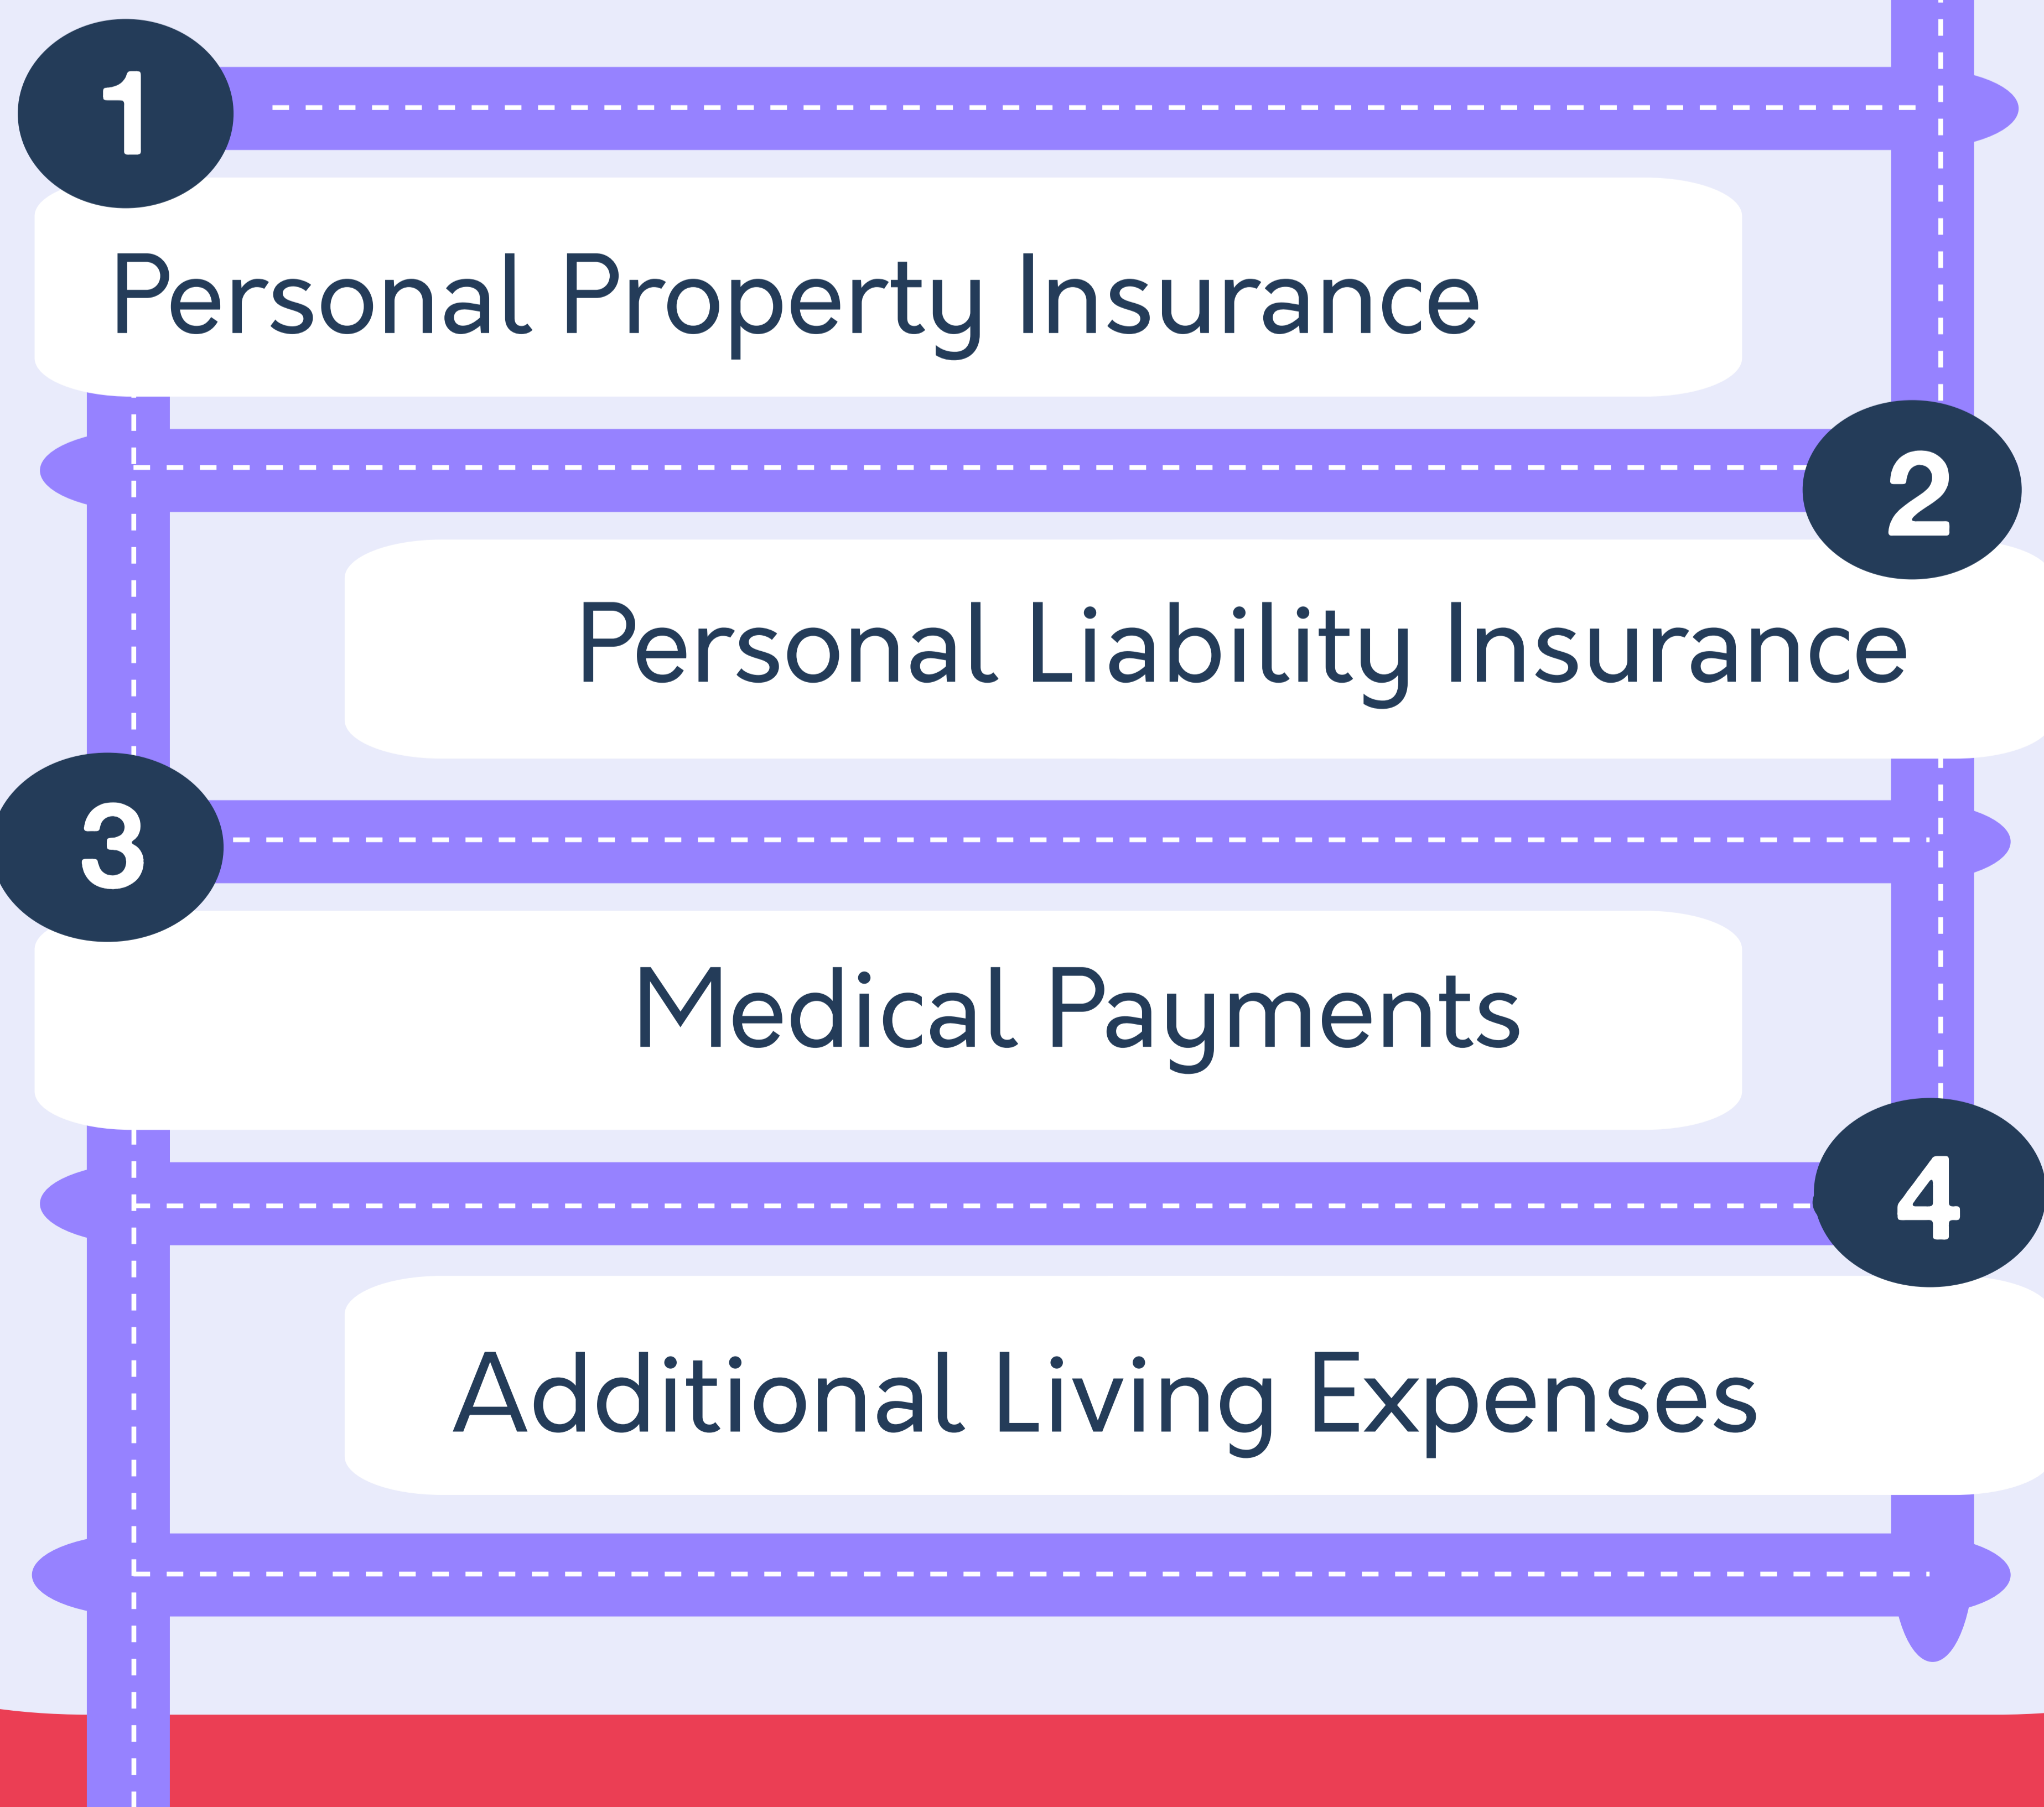 1
Personal Property Insurance
2
Personal Liability Insurance
3
Medical Payments
4
Additional Living Expenses